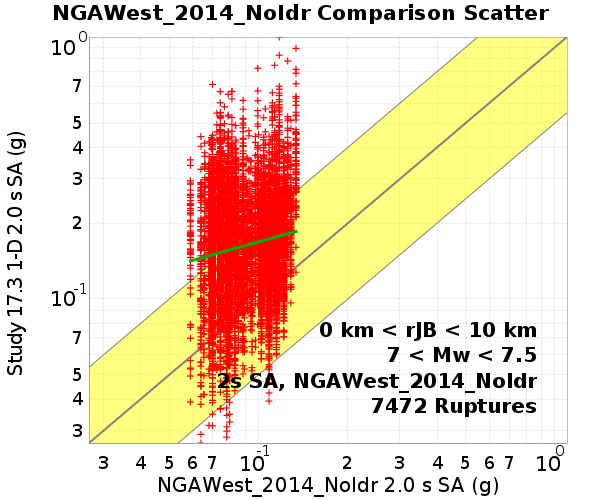 NGAWest_2014_NoIdr Comparison Scatter
Study 17.3 1-D 2.0 s SA (g)
10^0
7
5
4
3
2
10^-1
7
5
4
3
0 km < rJB < 10 km
7 < Mw < 7.5
2s SA, NGAWest_2014_NoIdr
7472 Ruptures
3 4 5 6 7 10^-1 2 3 4 5 6 7 10^0
NGAWest_2014_NoIdr 2.0 s SA (g)